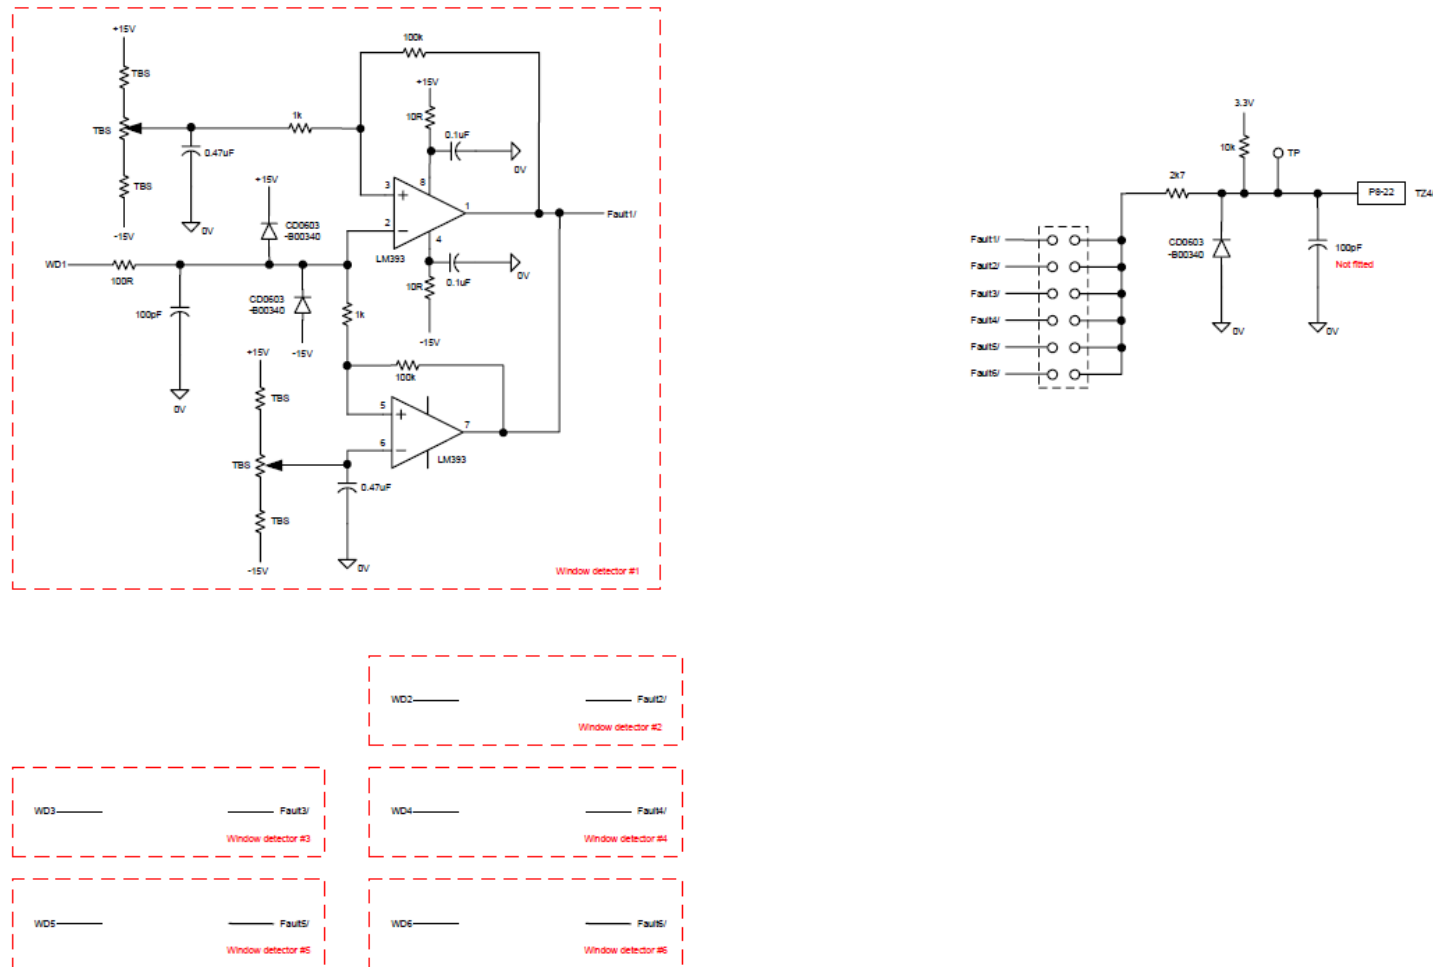 +15V
TBS
TBS
TBS
-15V
0.47uF
0V
1k
100k
+15V
10R
0.1uF
0V
3
+
8
1
2
−
4
LM393
Fault1/
+15V
CD0603
-B00340
WD1
100R
100pF
0V
CD0603
-B00340
-15V
0.1uF
0V
10R
-15V
1k
100k
+15V
TBS
TBS
TBS
-15V
5
+
7
6
−
LM393
0.47uF
0V
Window detector #1
3.3V
10k
TP
2k7
P8-22
TZ4/
CD0603
-B00340
0V
100pF
Not fitted
0V
Fault1/
Fault2/
Fault3/
Fault4/
Fault5/
Fault6/
WD2
Fault2/
Window detector #2
WD3
Fault3/
Window detector #3
WD4
Fault4/
Window detector #4
WD5
Fault5/
Window detector #5
WD6
Fault6/
Window detector #6